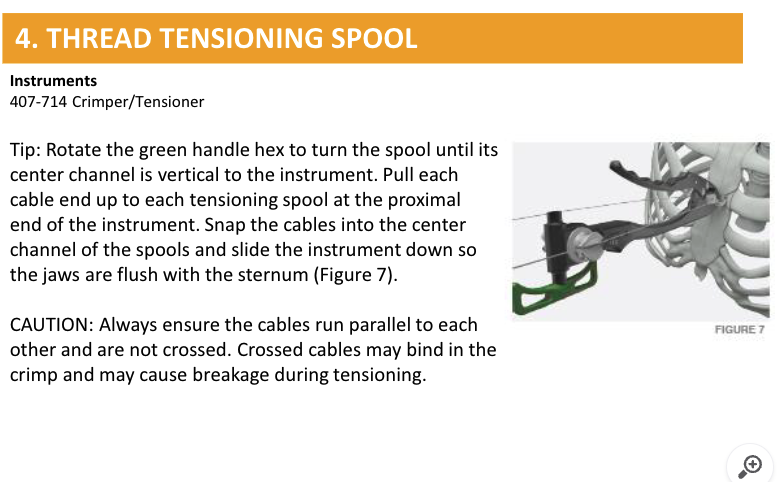 4. THREAD TENSIONING SPOOL
Instruments
407-714 Crimper/Tensioner
Tip: Rotate the green handle hex to turn the spool until its
center channel is vertical to the instrument. Pull each
cable end up to each tensioning spool at the proximal
end of the instrument. Snap the cables into the center
channel of the spools and slide the instrument down so
the jaws are flush with the sternum (Figure 7).
FIGURE 7
CAUTION: Always ensure the cables run parallel to each
other and are not crossed. Crossed cables may bind in the
crimp and may cause breakage during tensioning.